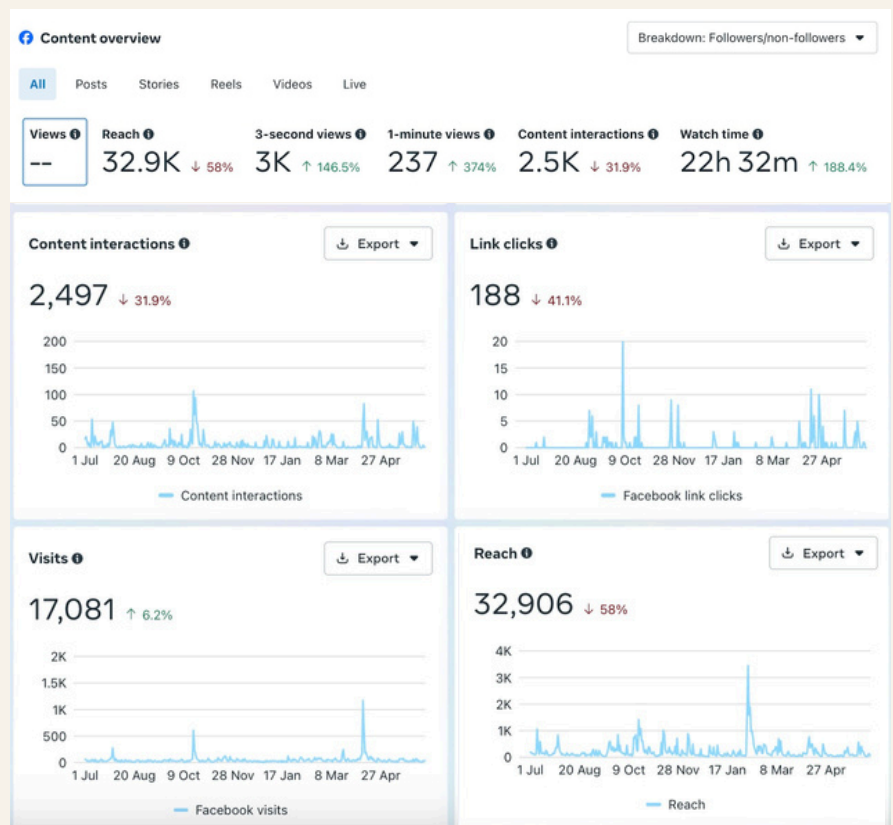 Content overview
Breakdown: Followers/non-followers
All Posts Stories Reels Videos Live
Views Reach 3-second views 1-minute views Content interactions Watch time
-- 32.9K ↓ 58% 3K ↑ 146.5% 237 ↑ 374% 2.5K ↓ 31.9% 22h 32m ↑ 188.4%
Content interactions
Export
2,497 ↓ 31.9%
200
150
100
50
0
1 Jul 20 Aug 9 Oct 28 Nov 17 Jan 8 Mar 27 Apr
Content interactions
Link clicks
Export
188 ↓ 41.1%
20
15
10
5
0
1 Jul 20 Aug 9 Oct 28 Nov 17 Jan 8 Mar 27 Apr
Facebook link clicks
Visits
Export
17,081 ↑ 6.2%
2K
1.5K
1K
500
0
1 Jul 20 Aug 9 Oct 28 Nov 17 Jan 8 Mar 27 Apr
Facebook visits
Reach
Export
32,906 ↓ 58%
4K
3K
2K
1K
0
1 Jul 20 Aug 9 Oct 28 Nov 17 Jan 8 Mar 27 Apr
Reach